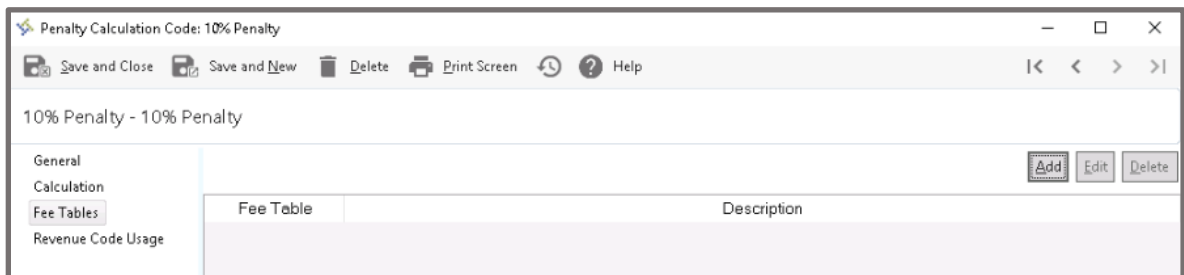 Penalty Calculation Code: 10% Penalty
Save and Close Save and New Delete Print Screen Help
10% Penalty - 10% Penalty
General
Add Edit Delete
Calculation
Fee Tables
Fee Table Description
Revenue Code Usage